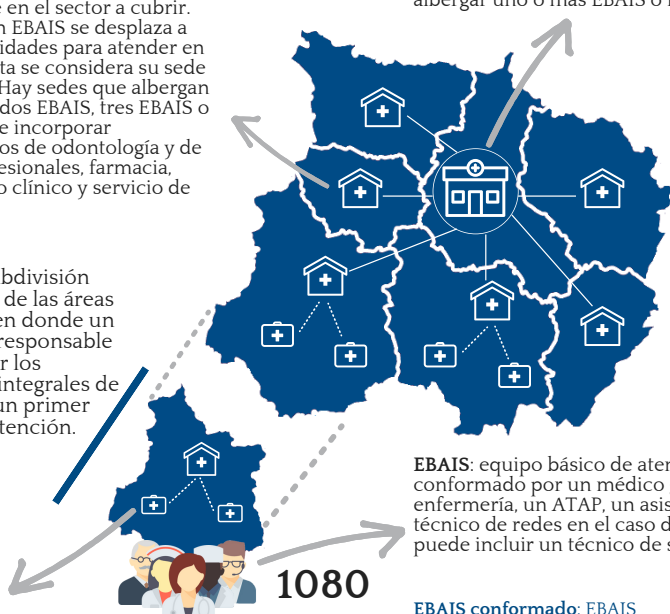 en el sector a cubrir.
EBAIS se desplaza a
idades para atender en
ta se considera su sede
Hay sedes que albergan
dos EBAIS, tres EBAIS o
e incorporar
os de odontología y de
esionales, farmacia,
o clínico y servicio de
albergar uno o más EBAIS o
bdivisión
de las áreas
en donde un
responsable
r los
integrales de
un primer
tención.
EBAIS: equipo básico de aten
conformado por un médico
enfermería, un ATAP, un asis
técnico de redes en el caso d
puede incluir un técnico de s
1080
EBAIS conformado: EBAIS